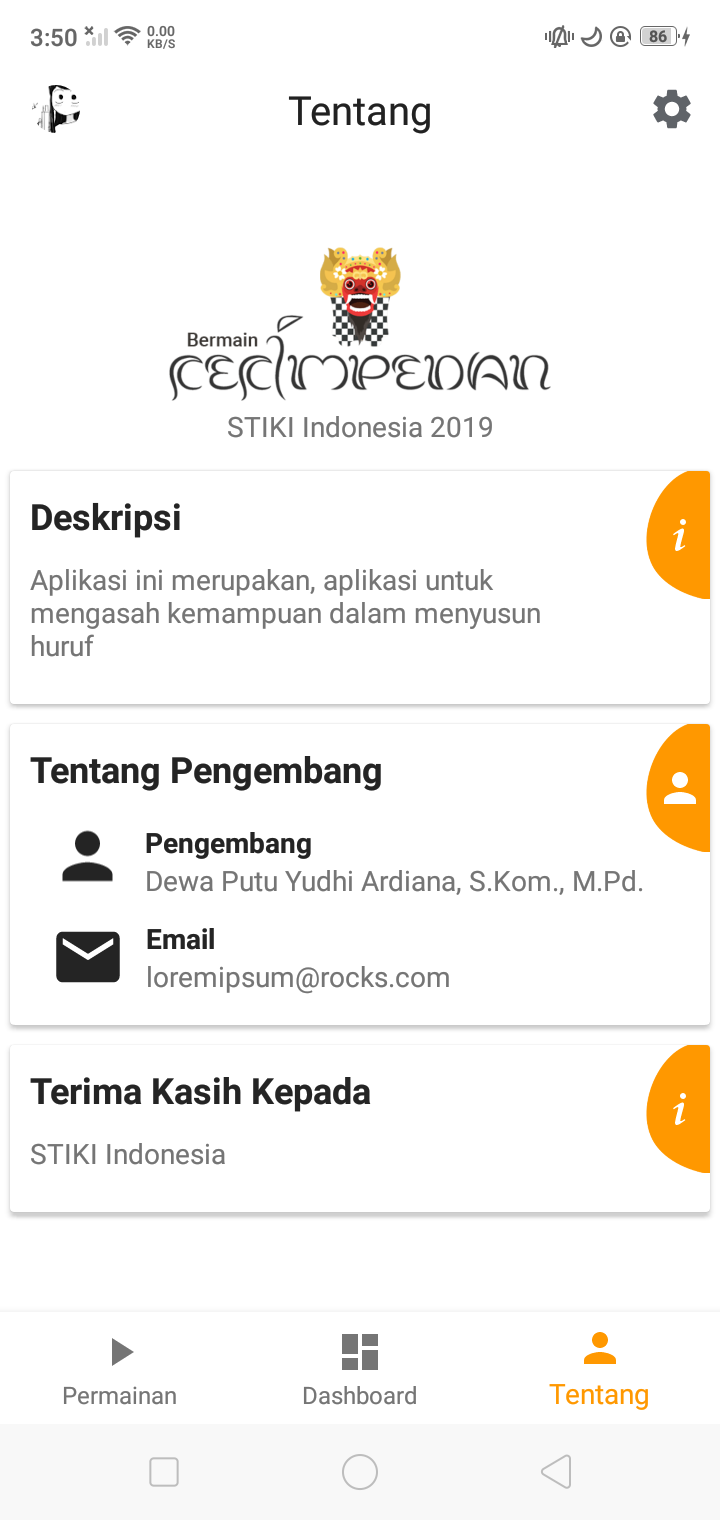 3:50
0.00
KB/S
86
Tentang
Bermain
CECIMPEDAN
STIKI Indonesia 2019
Deskripsi
i
Aplikasi ini merupakan, aplikasi untuk
mengasah kemampuan dalam menyusun
huruf
Tentang Pengembang
Pengembang
Dewa Putu Yudhi Ardiana, S.Kom., M.Pd.
Email
loremipsum@rocks.com
Terima Kasih Kepada
i
STIKI Indonesia
Permainan
Dashboard
Tentang